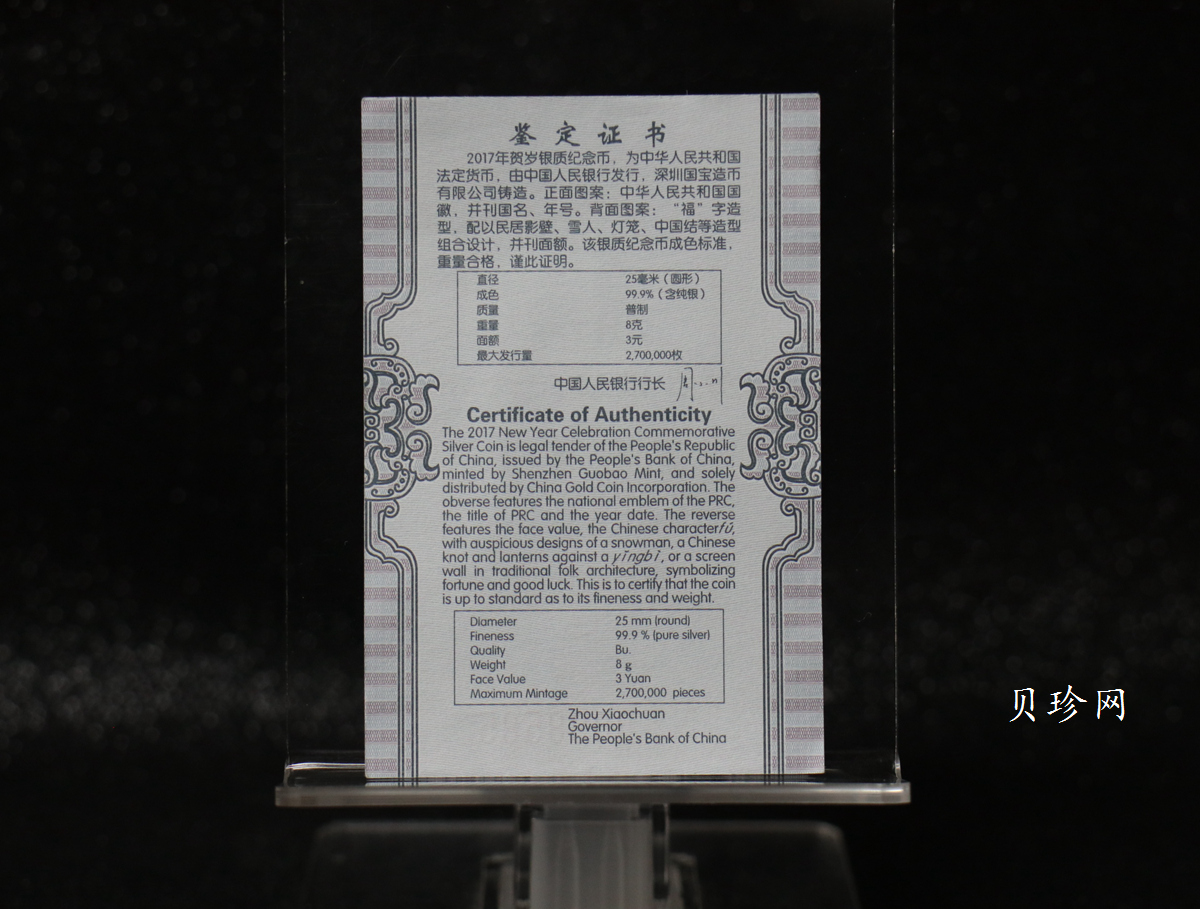 鉴定证书
2017年贺岁银质纪念币，为中华人民共和国
法定货币，由中国人民银行发行，深圳国宝造币
有限公司铸造。正面图案：中华人民共和国国
徽，并刊国名、年号。背面图案：“福”字造
型，配以民居影壁、雪人、灯笼、中国结等造型
组合设计，并刊面额。该银质纪念币成色标准，
重量合格，谨此证明。
直径 25毫米（圆形）
成色 99.9%（含纯银）
质量 普制
重量 8克
面额 3元
最大发行量 2,700,000枚
中国人民银行行长
Certificate of Authenticity
The 2017 New Year Celebration Commemorative
Silver Coin is legal tender of the People's Republic
of China, issued by the People's Bank of China,
minted by Shenzhen Guobao Mint, and solely
distributed by China Gold Coin Incorporation. The
obverse features the national emblem of the PRC,
the title of PRC and the year date. The reverse
features the face value, the Chinese character fú,
with auspicious designs of a snowman, a Chinese
knot and lanterns against a yǐngbì, or a screen
wall in traditional folk architecture, symbolizing
fortune and good luck. This is to certify that the coin
is up to standard as to its fineness and weight.
Diameter 25 mm (round)
Fineness 99.9 % (pure silver)
Quality Bu.
Weight 8 g
Face Value 3 Yuan
Maximum Mintage 2,700,000 pieces
Zhou Xiaochuan
Governor
The People's Bank of China
贝珍网